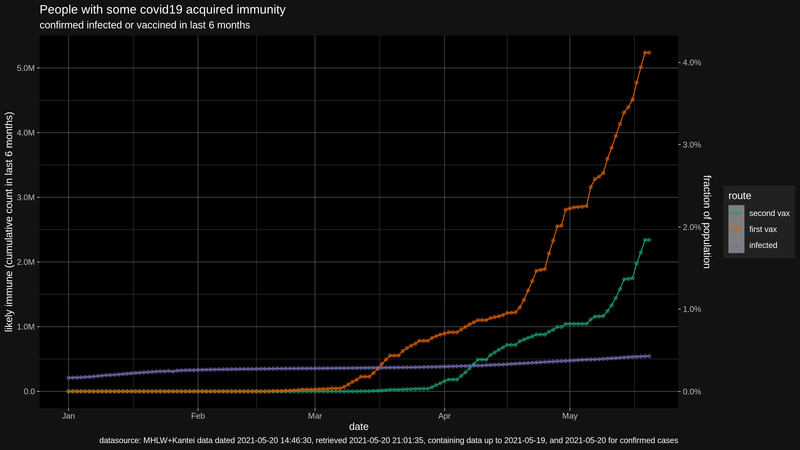 People with some covid19 acquired immunity
confirmed infected or vaccined in last 6 months
5.0M
4.0M
3.0M
2.0M
1.0M
0.0
likely immune (cumulative count in last 6 months)
4.0%
3.0%
2.0%
1.0%
0.0%
fraction of population
route
second vax
first vax
infected
Jan Feb Mar Apr May
date
datasource: MHLW+Kantei data dated 2021-05-20 14:46:30, retrieved 2021-05-20 21:01:35, containing data up to 2021-05-19, and 2021-05-20 for confirmed cases